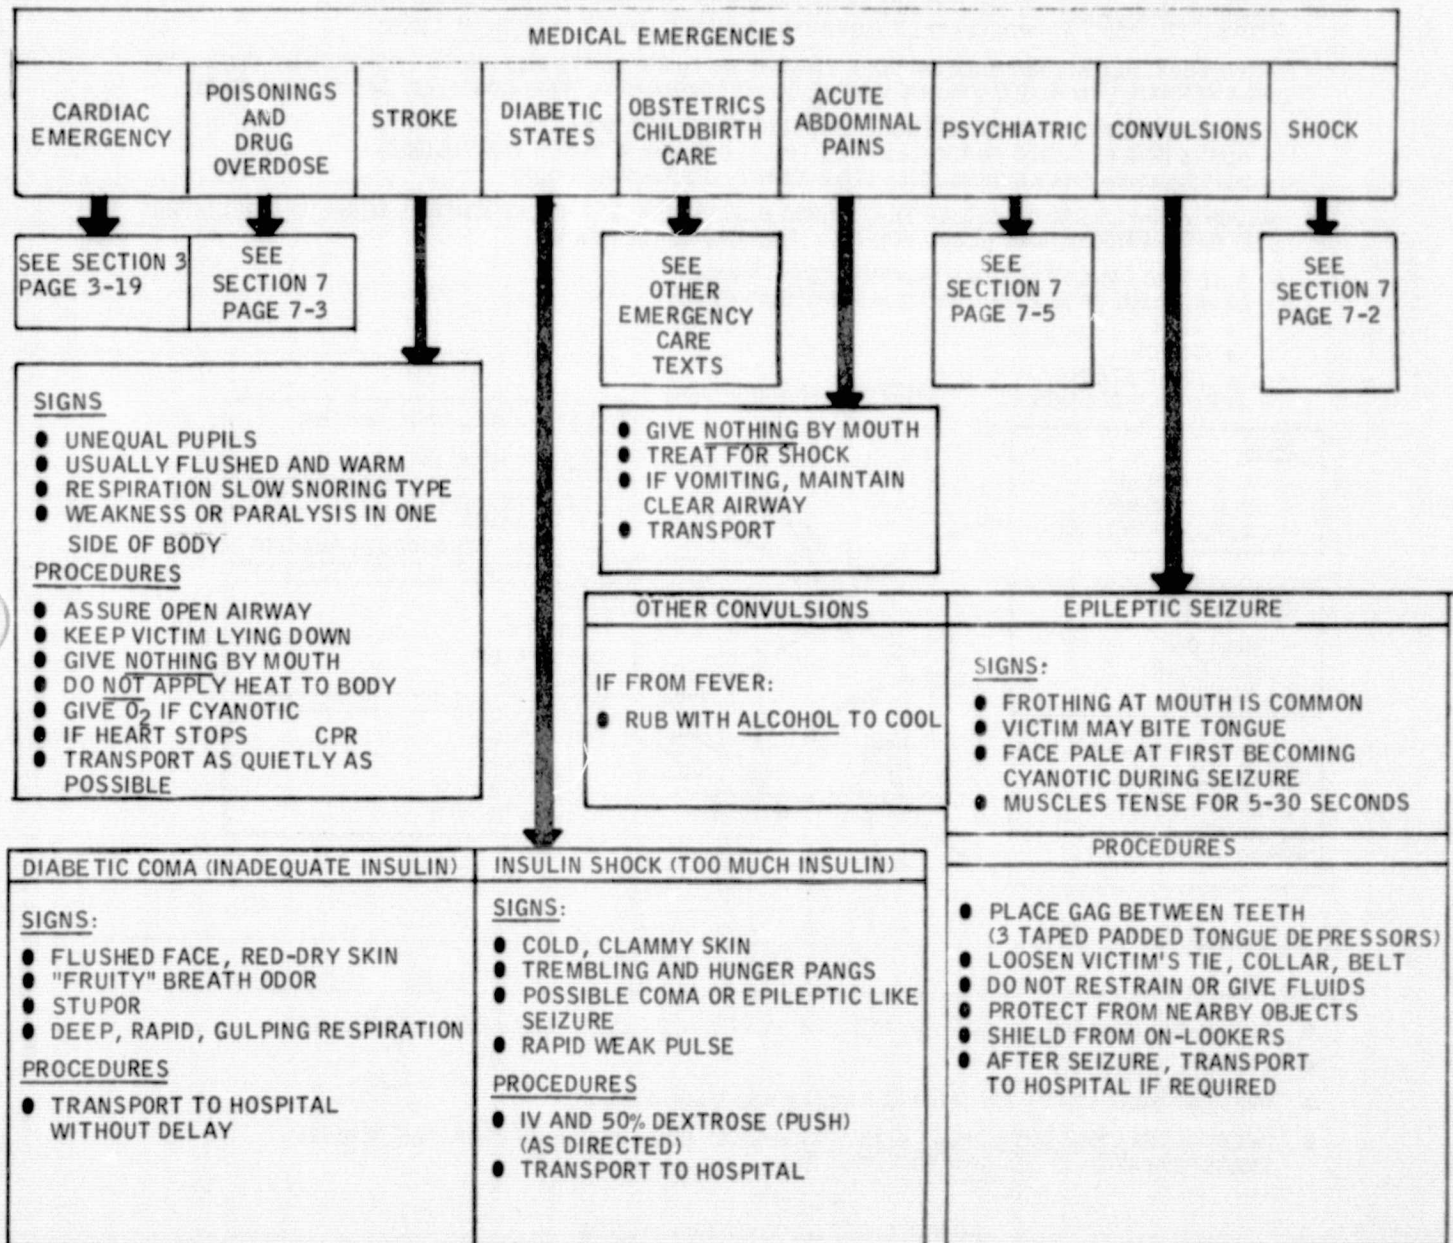 MEDICAL EMERGENCIES
CARDIAC
EMERGENCY
POISONINGS
AND
DRUG
OVERDOSE
STROKE
DIABETIC
STATES
OBSTETRICS
CHILDBIRTH
CARE
ACUTE
ABDOMINAL
PAINS
PSYCHIATRIC
CONVULSIONS
SHOCK
SEE SECTION 3
PAGE 3-19
SEE
SECTION 7
PAGE 7-3
SEE
OTHER
EMERGENCY
CARE
TEXTS
SEE
SECTION 7
PAGE 7-5
SEE
SECTION 7
PAGE 7-2
SIGNS
● UNEQUAL PUPILS
● USUALLY FLUSHED AND WARM
● RESPIRATION SLOW SNORING TYPE
● WEAKNESS OR PARALYSIS IN ONE
SIDE OF BODY
PROCEDURES
● ASSURE OPEN AIRWAY
● KEEP VICTIM LYING DOWN
● GIVE NOTHING BY MOUTH
● DO NOT APPLY HEAT TO BODY
● GIVE O2 IF CYANOTIC
● IF HEART STOPS CPR
● TRANSPORT AS QUIETLY AS
POSSIBLE
● GIVE NOTHING BY MOUTH
● TREAT FOR SHOCK
● IF VOMITING, MAINTAIN
CLEAR AIRWAY
● TRANSPORT
OTHER CONVULSIONS
IF FROM FEVER:
● RUB WITH ALCOHOL TO COOL
EPILEPTIC SEIZURE
SIGNS:
● FROTHING AT MOUTH IS COMMON
● VICTIM MAY BITE TONGUE
● FACE PALE AT FIRST BECOMING
CYANOTIC DURING SEIZURE
● MUSCLES TENSE FOR 5-30 SECONDS
PROCEDURES
● PLACE GAG BETWEEN TEETH
(3 TAPED PADDED TONGUE DEPRESSORS)
● LOOSEN VICTIM'S TIE, COLLAR, BELT
● DO NOT RESTRAIN OR GIVE FLUIDS
● PROTECT FROM NEARBY OBJECTS
● SHIELD FROM ON-LOOKERS
● AFTER SEIZURE, TRANSPORT
TO HOSPITAL IF REQUIRED
DIABETIC COMA (INADEQUATE INSULIN)
SIGNS:
● FLUSHED FACE, RED-DRY SKIN
● "FRUITY" BREATH ODOR
● STUPOR
● DEEP, RAPID, GULPING RESPIRATION
PROCEDURES
● TRANSPORT TO HOSPITAL
WITHOUT DELAY
INSULIN SHOCK (TOO MUCH INSULIN)
SIGNS:
● COLD, CLAMMY SKIN
● TREMBLING AND HUNGER PANGS
● POSSIBLE COMA OR EPILEPTIC LIKE
SEIZURE
● RAPID WEAK PULSE
PROCEDURES
● IV AND 50% DEXTROSE (PUSH)
(AS DIRECTED)
● TRANSPORT TO HOSPITAL